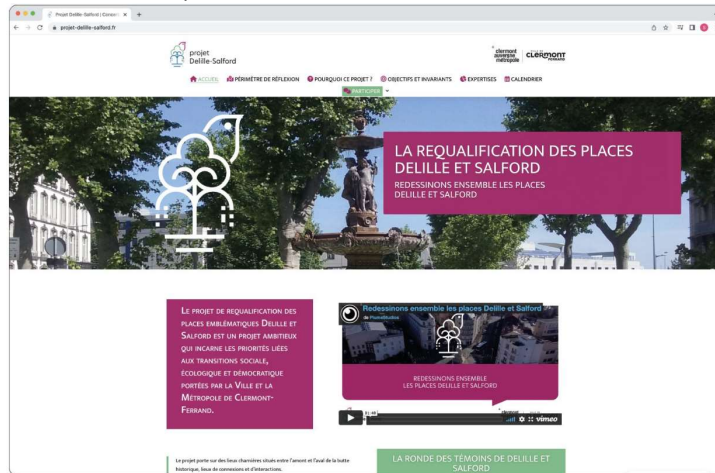 Projet Delille-Salford | Concer
projet-delille-salford.fr
projet
Delille-Salford
clermont
auvergne
métropole
CLERMONT
FERRAND
ACCUEIL
PÉRIMÈTRE DE RÉFLEXION
POURQUOI CE PROJET ?
OBJECTIFS ET INVARIANTS
EXPERTISES
CALENDRIER
PARTICIPER
LA REQUALIFICATION DES PLACES
DELILLE ET SALFORD
REDESSINONS ENSEMBLE LES PLACES
DELILLE ET SALFORD
LE PROJET DE REQUALIFICATION DES
PLACES EMBLÉMATIQUES DELILLE ET
SALFORD EST UN PROJET AMBITIEUX
QUI INCARNE LES PRIORITÉS LIÉES
AUX TRANSITIONS SOCIALE,
ÉCOLOGIQUE ET DÉMOCRATIQUE
PORTÉES PAR LA VILLE ET LA
MÉTROPOLE DE CLERMONT-
FERRAND.
Redessinons ensemble les places Delille et Salford
REDESSINONS ENSEMBLE
LES PLACES DELILLE ET SALFORD
clermont
vimeo
Le projet porte sur des lieux charnières situés entre l'amont et l'aval de la butte
historique, lieux de connexions et d'interactions.
LA RONDE DES TÉMOINS DE DELILLE ET
SALFORD